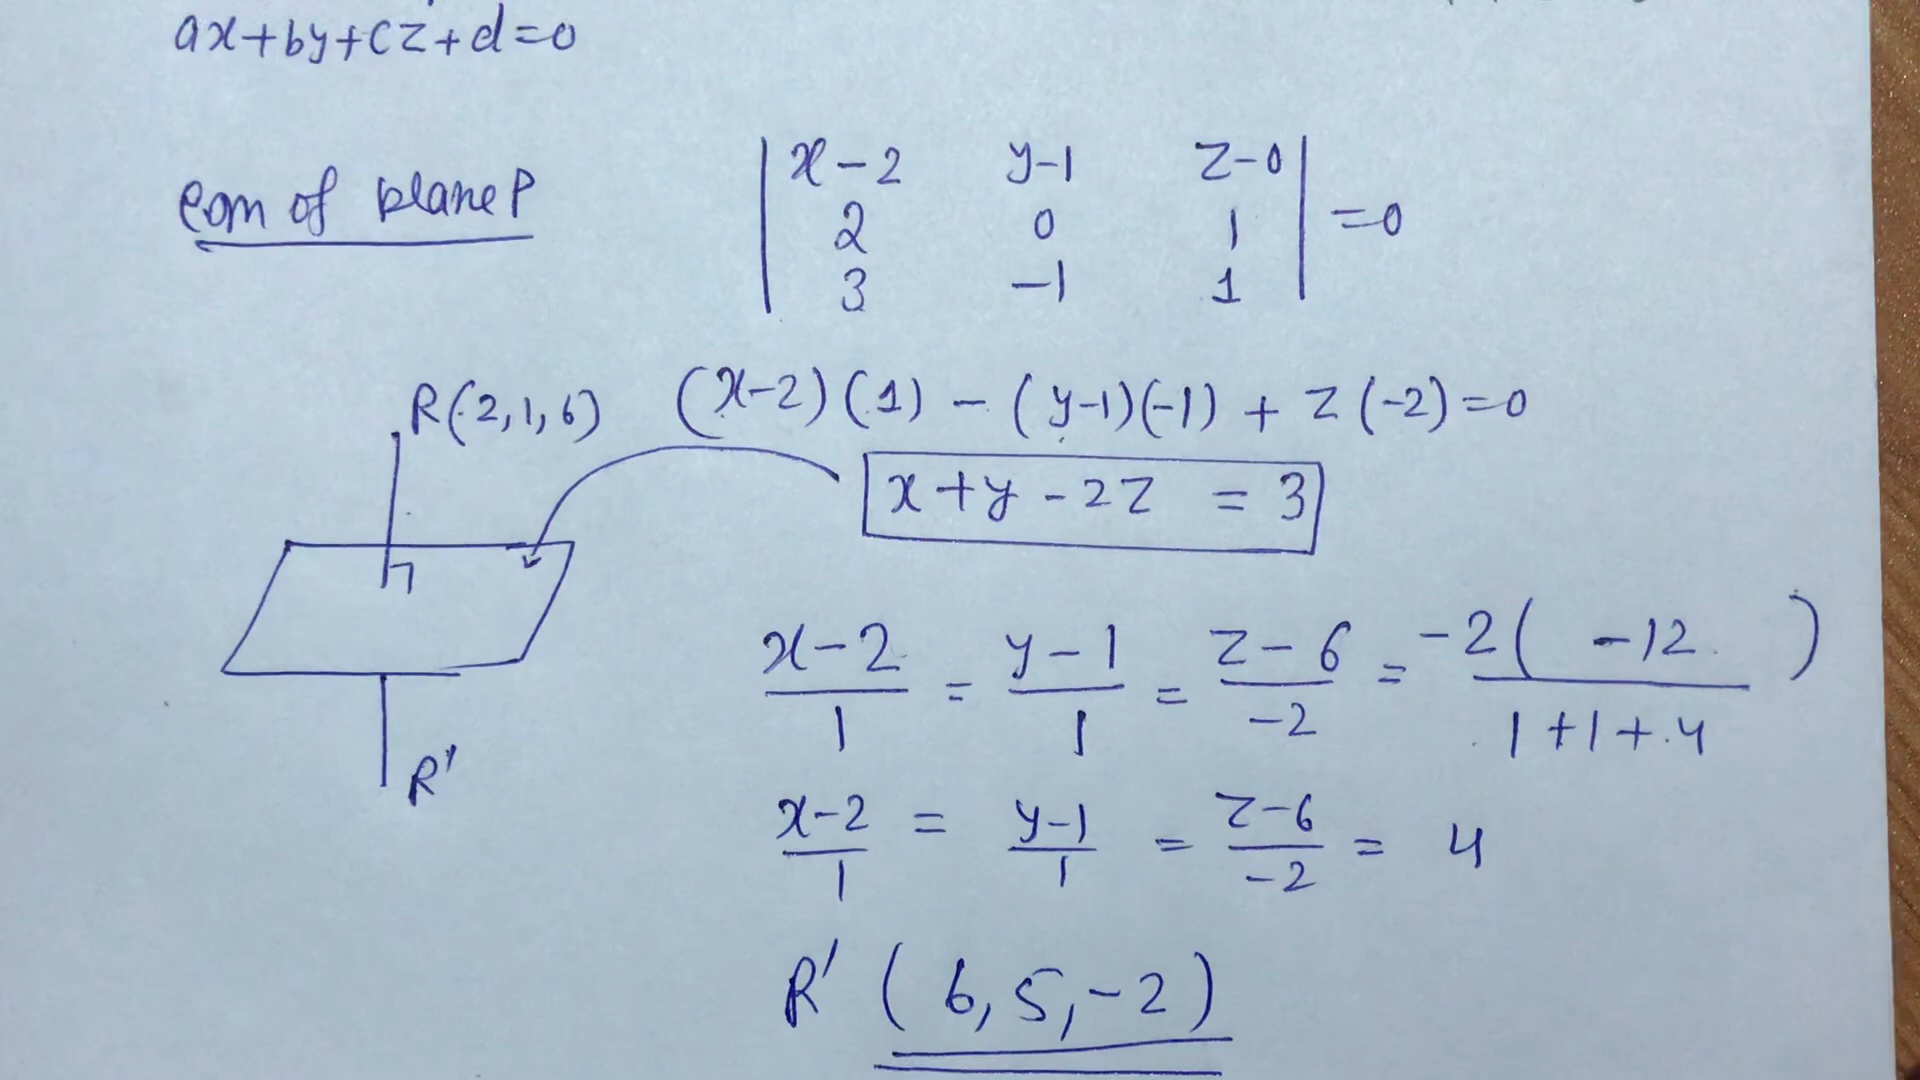 ax+by+cz+d=0
eqn of plane P
| x-2 y-1 z-0 |
| 2 0 1 | =0
| 3 -1 1 |
R(2,1,6) (x-2)(1) - (y-1)(-1) + z(-2)=0
x+y-2z = 3
(x-2)/1 = (y-1)/1 = (z-6)/-2 = -2(-12)/(1+1+4)
R'
(x-2)/1 = (y-1)/1 = (z-6)/-2 = 4
R' (6,5,-2)